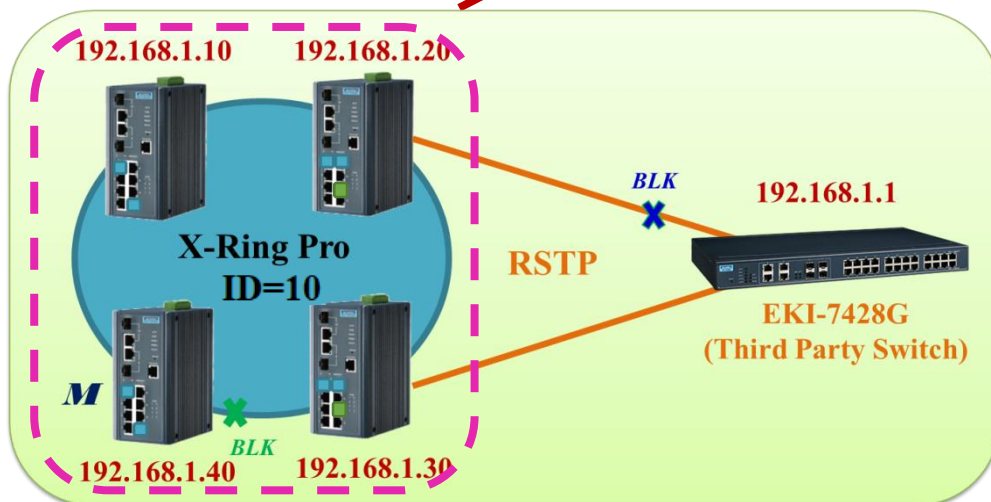 192.168.1.10
192.168.1.20
BLK
192.168.1.1
X-Ring Pro
ID=10
RSTP
EKI-7428G
(Third Party Switch)
M
BLK
192.168.1.40
192.168.1.30